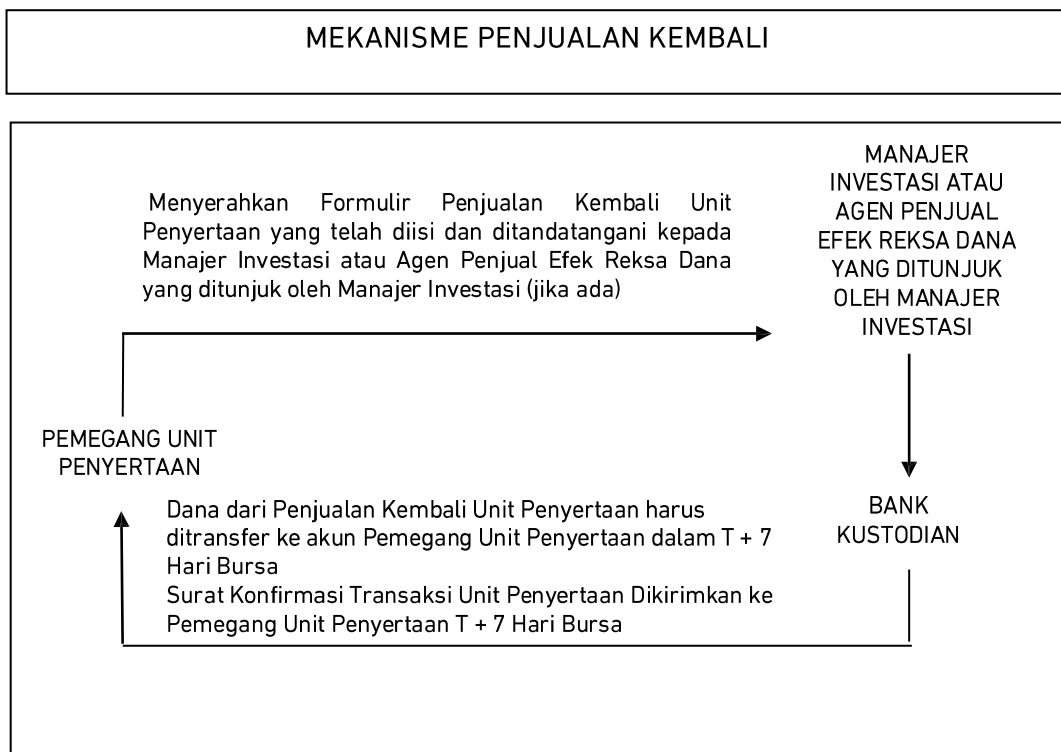 MEKANISME PENJUALAN KEMBALI
Menyerahkan Formulir Penjualan Kembali Unit
Penyertaan yang telah diisi dan ditandatangani kepada
Manajer Investasi atau Agen Penjual Efek Reksa Dana
yang ditunjuk oleh Manajer Investasi (jika ada)
MANAJER
INVESTASI ATAU
AGEN PENJUAL
EFEK REKSA DANA
YANG DITUNJUK
OLEH MANAJER
INVESTASI
PEMEGANG UNIT
PENYERTAAN
Dana dari Penjualan Kembali Unit Penyertaan harus
ditransfer ke akun Pemegang Unit Penyertaan dalam T + 7
Hari Bursa
Surat Konfirmasi Transaksi Unit Penyertaan Dikirimkan ke
Pemegang Unit Penyertaan T + 7 Hari Bursa
BANK
KUSTODIAN